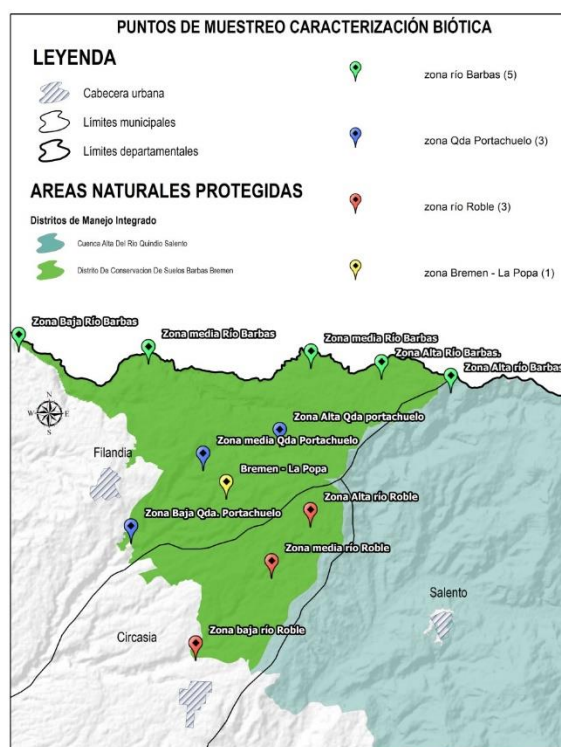 PUNTOS DE MUESTREO CARACTERIZACIÓN BIÓTICA
LEYENDA
Cabecera urbana
Limites municipales
Limites departamentales
AREAS NATURALES PROTEGIDAS
Distritos de Manejo Integrado
Cuenca Alta Del Rio Quindio Salento
Distrito De Conservacion De Suelos Barbas Bremen
zona río Barbas (5)
zona Qda Portachuelo (3)
zona río Roble (3)
zona Bremen - La Popa (1)
Zona Baja Río Barbas
Zona media Río Barbas
Zona media Río Barbas
Zona Alta Río Barbas.
Zona Alta río Barbas
N
W E
S
Zona Alta Qda portachuelo
Zona media Qda Portachuelo
Filandia
Bremen - La Popa
Zona Alta río Roble
Zona Baja Qda. Portachuelo
Zona media río Roble
Salento
Circasia
Zona baja río Roble